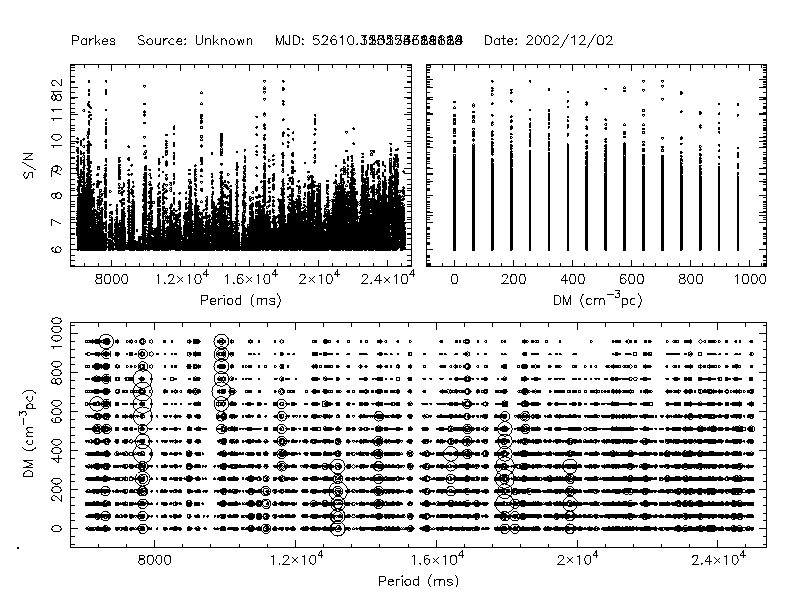 Parkes Source: Unknown MJD: 52610. Date: 2002/12/02
S/N
6 7 8 9 10 11 12
8000 1.2×10⁴ 1.6×10⁴ 2×10⁴ 2.4×10⁴
Period (ms)
0 200 400 600 800 1000
DM (cm⁻³pc)
DM (cm⁻³pc)
0 200 400 600 800 1000
8000 1.2×10⁴ 1.6×10⁴ 2×10⁴ 2.4×10⁴
Period (ms)